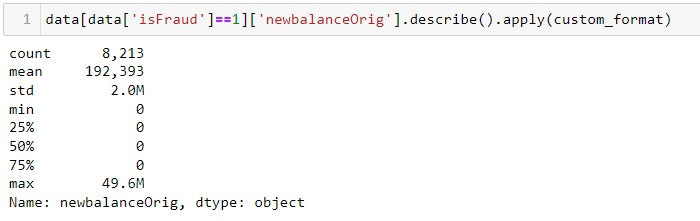 1 data[data['isFraud']==1]['newbalanceOrig'].describe().apply(custom_format)
count 8,213
mean 192,393
std 2.0M
min 0
25% 0
50% 0
75% 0
max 49.6M
Name: newbalanceOrig, dtype: object